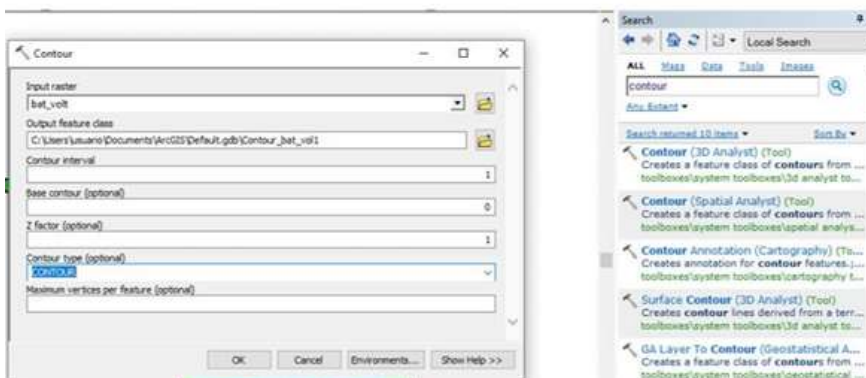 Contour
Input raster
bat_volt
Output feature class
C:\Users\usuario\Documents\ArcGIS\Default.gdb\Contour_bat_vol1
Contour interval
1
Base contour (optional)
0
Z factor (optional)
1
Contour type (optional)
CONTOUR
Maximum vertices per feature (optional)
OK
Cancel
Environments...
Show Help >>
Search
Local Search
ALL Maps Data Tools Images
contour
Any Extent
Search returned 10 items
Sort By
Contour (3D Analyst) (Tool)
Creates a feature class of contours from ...
toolboxes\system toolboxes\3d analyst to...
Contour (Spatial Analyst) (Tool)
Creates a feature class of contours from ...
toolboxes\system toolboxes\spatial analys...
Contour Annotation (Cartography) (To...
Creates annotation for contour features.;...
toolboxes\system toolboxes\cartography t...
Surface Contour (3D Analyst) (Tool)
Creates contour lines derived from a terr...
toolboxes\system toolboxes\3d analyst to...
GA Layer To Contour (Geostatistical A...
Creates a feature class of contours from ...
toolboxes\system toolboxes\geostatistical ...